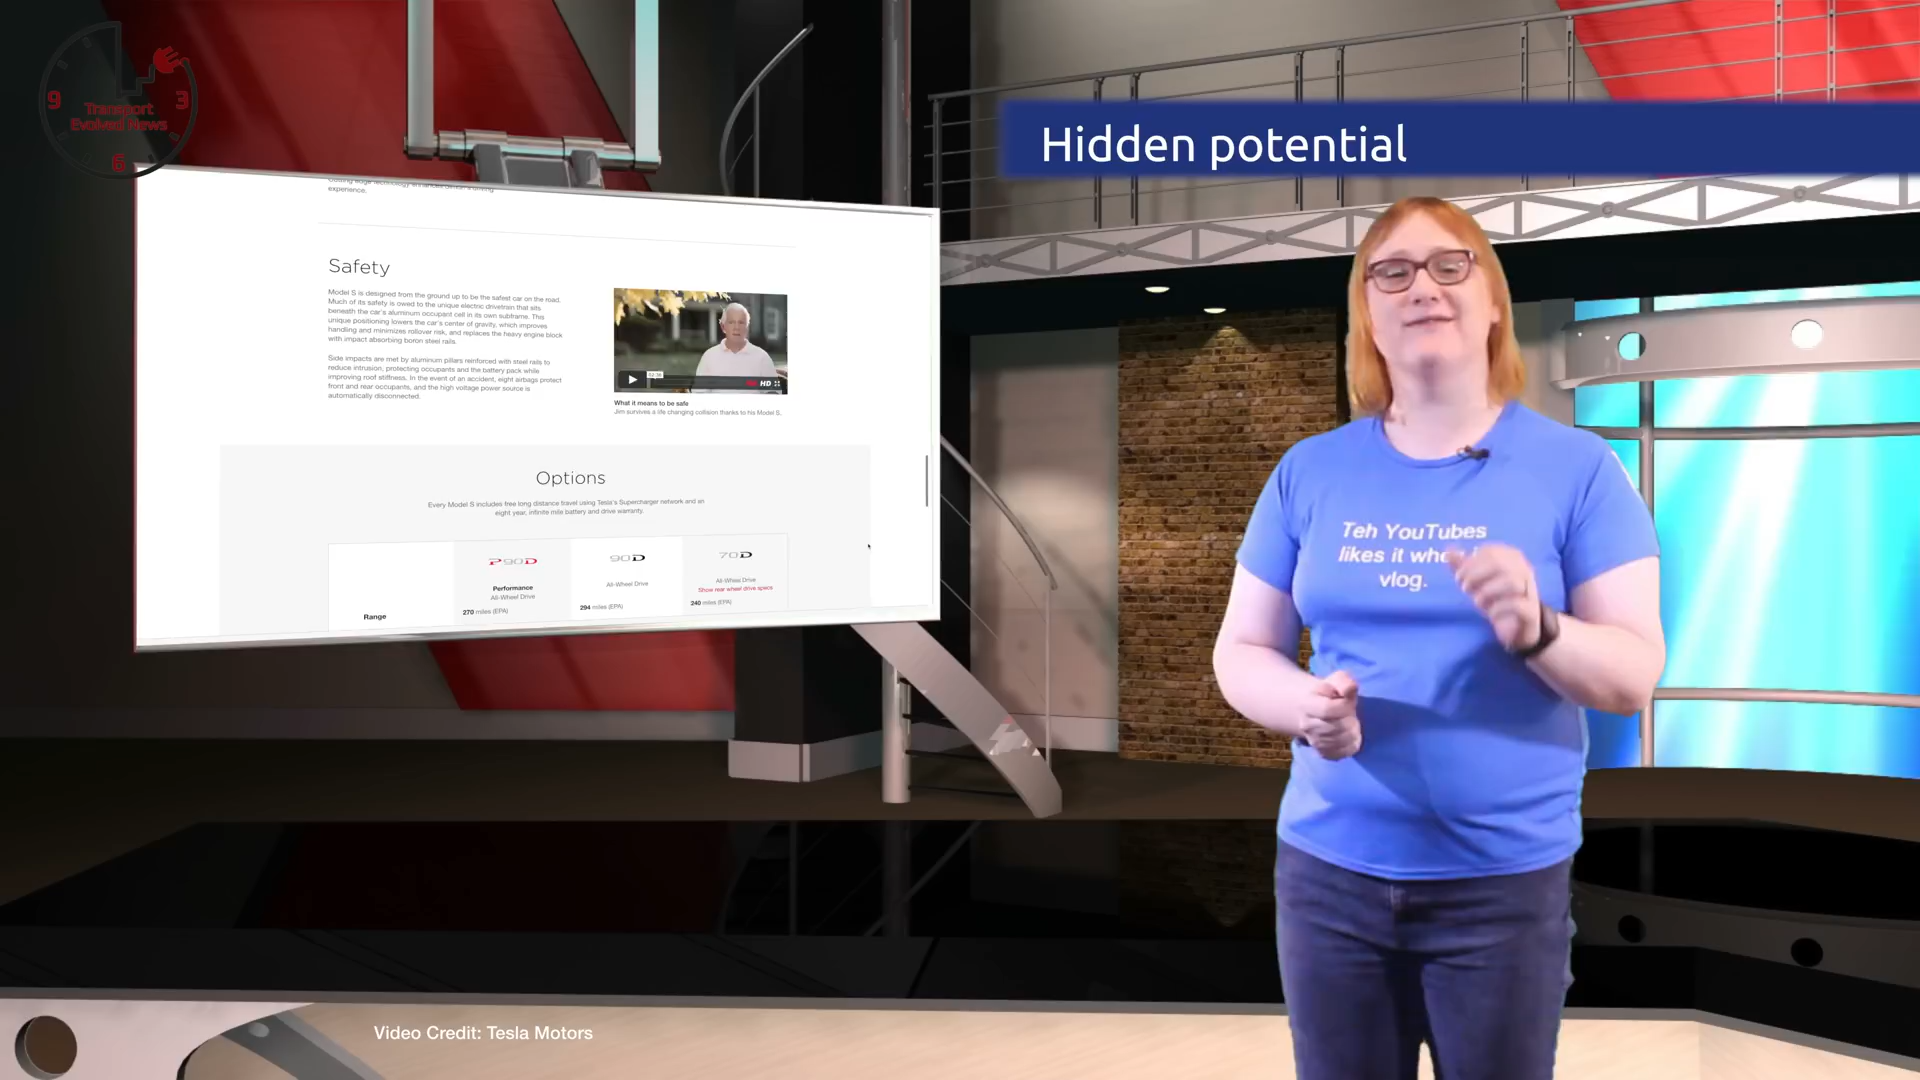 9
3
Transport
Evolved News
6
Hidden potential
experience.
Safety
Model S is designed from the ground up to be the safest car on the road.
Much of its safety is owed to the unique electric drivetrain that sits
beneath the car's aluminum occupant cell in its own subframe. This
unique positioning lowers the car's center of gravity, which improves
handling and minimizes rollover risk, and replaces the heavy engine block
with impact absorbing boron steel rails.
Side impacts are met by aluminum pillars reinforced with steel rails to
reduce intrusion, protecting occupants and the battery pack while
improving roof stiffness. In the event of an accident, eight airbags protect
front and rear occupants, and the high voltage power source is
automatically disconnected.
HD
What it means to be safe
Jim survives a life changing collision thanks to his Model S.
Options
Every Model S includes free long distance travel using Tesla's Supercharger network and an
eight year, infinite mile battery and drive warranty.
P90D
90D
70D
Performance
All-Wheel Drive
All-Wheel Drive
All-Wheel Drive
Show rear wheel drive specs
Range
270 miles (EPA)
294 miles (EPA)
240 miles (EPA)
Teh YouTubes
likes it when
vlog.
Video Credit: Tesla Motors